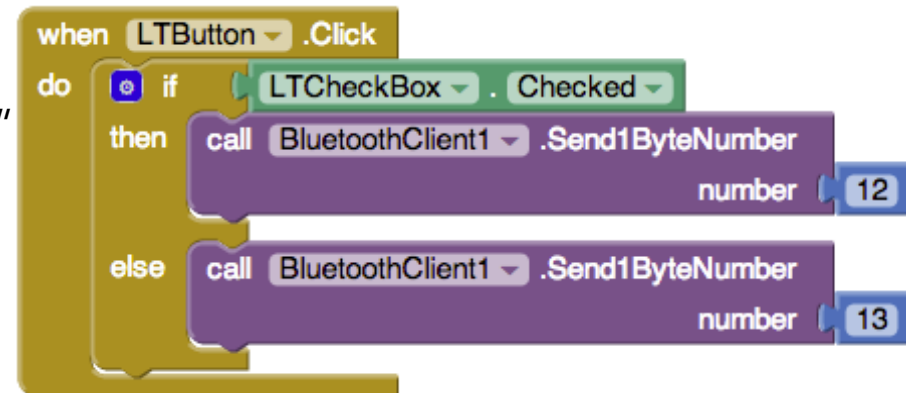 when LTButton .Click
do if LTCheckBox . Checked
"
then call BluetoothClient1 .Send1ByteNumber
number 12
else call BluetoothClient1 .Send1ByteNumber
number 13